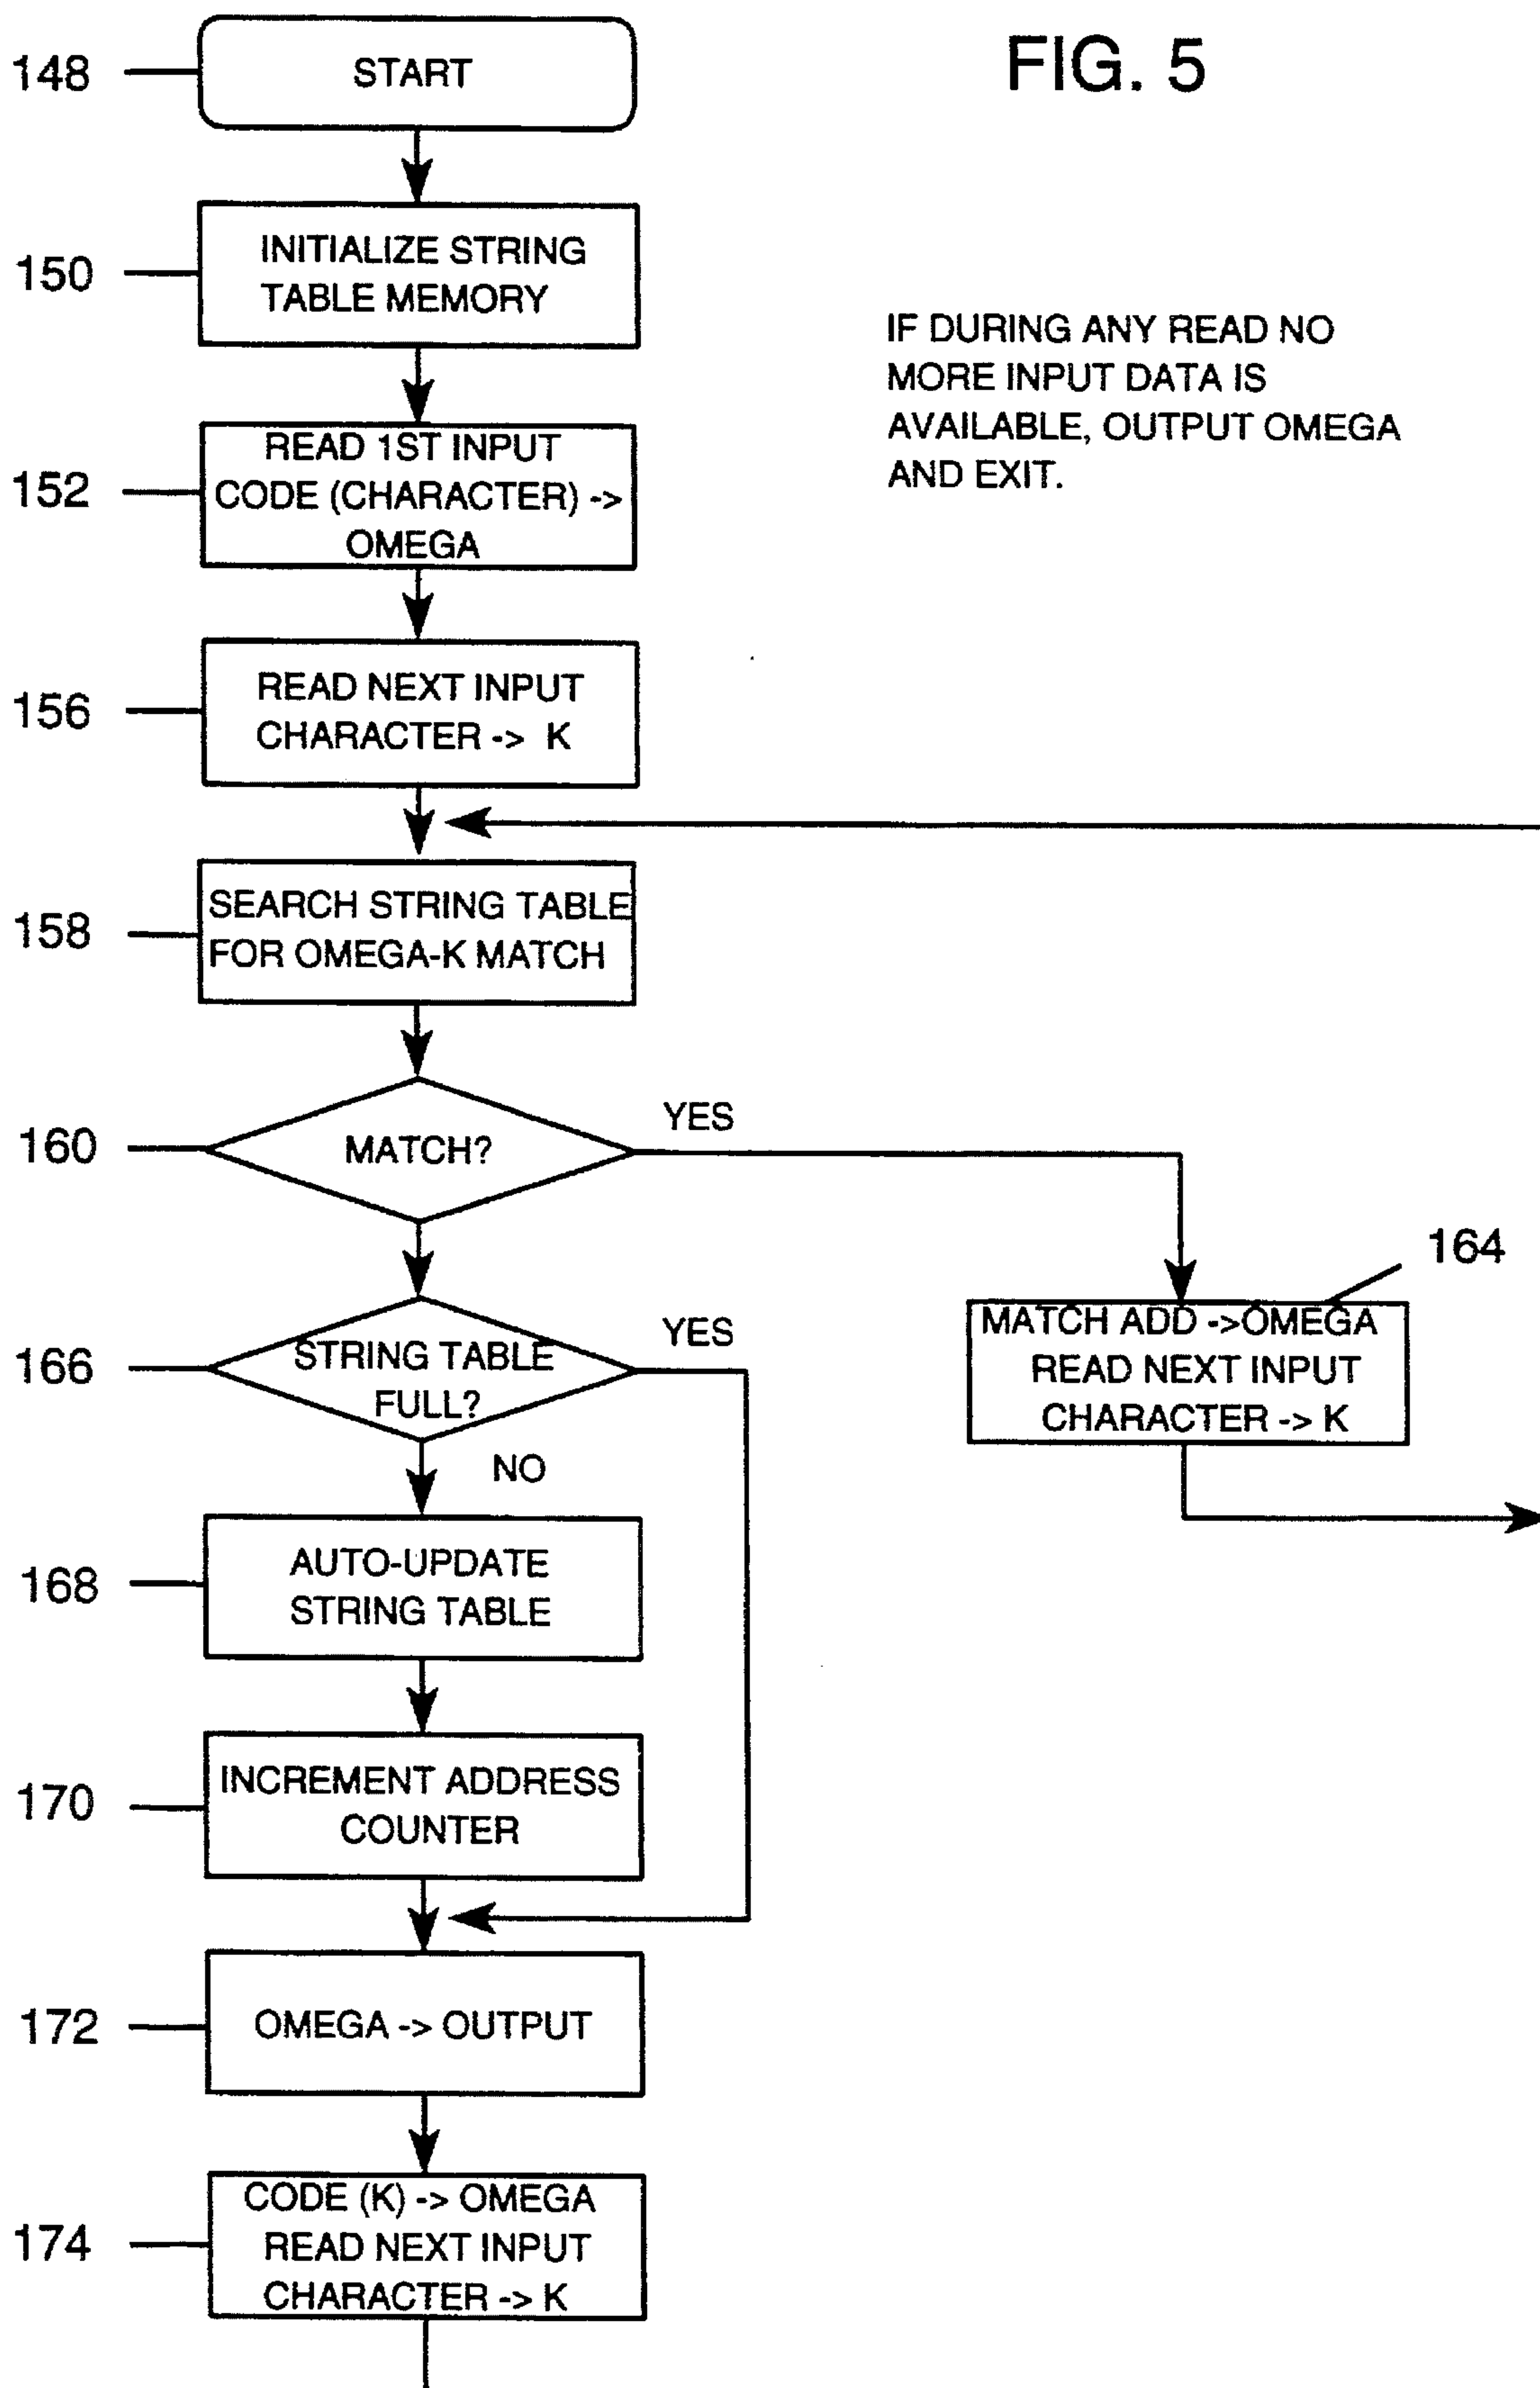 FIG. 5
148
START
150
INITIALIZE STRING
TABLE MEMORY
IF DURING ANY READ NO
MORE INPUT DATA IS
AVAILABLE, OUTPUT OMEGA
AND EXIT.
152
READ 1ST INPUT
CODE (CHARACTER) ->
OMEGA
156
READ NEXT INPUT
CHARACTER -> K
158
SEARCH STRING TABLE
FOR OMEGA-K MATCH
160
MATCH?
YES
164
MATCH ADD ->OMEGA
READ NEXT INPUT
CHARACTER -> K
166
STRING TABLE
FULL?
YES
NO
168
AUTO-UPDATE
STRING TABLE
170
INCREMENT ADDRESS
COUNTER
172
OMEGA -> OUTPUT
174
CODE (K) -> OMEGA
READ NEXT INPUT
CHARACTER -> K